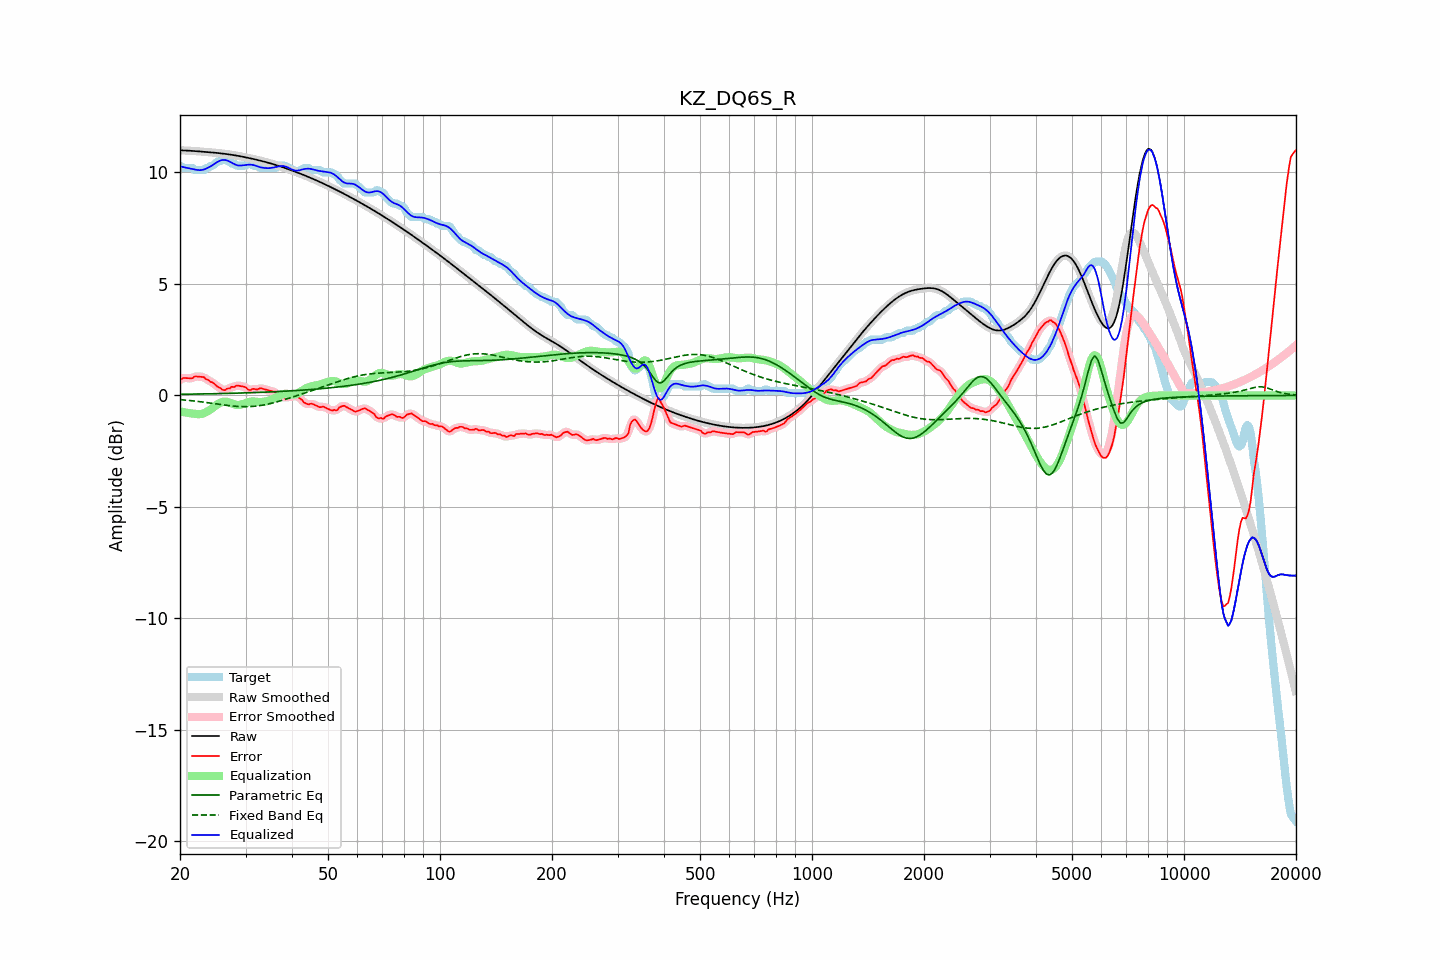 KZ_DQ6S_R
Amplitude (dBr)
10
5
0
−5
−10
−15
−20
Target
Raw Smoothed
Error Smoothed
Raw
Error
Equalization
Parametric Eq
Fixed Band Eq
Equalized
20 50 100 200 500 1000 2000 5000 10000 20000
Frequency (Hz)